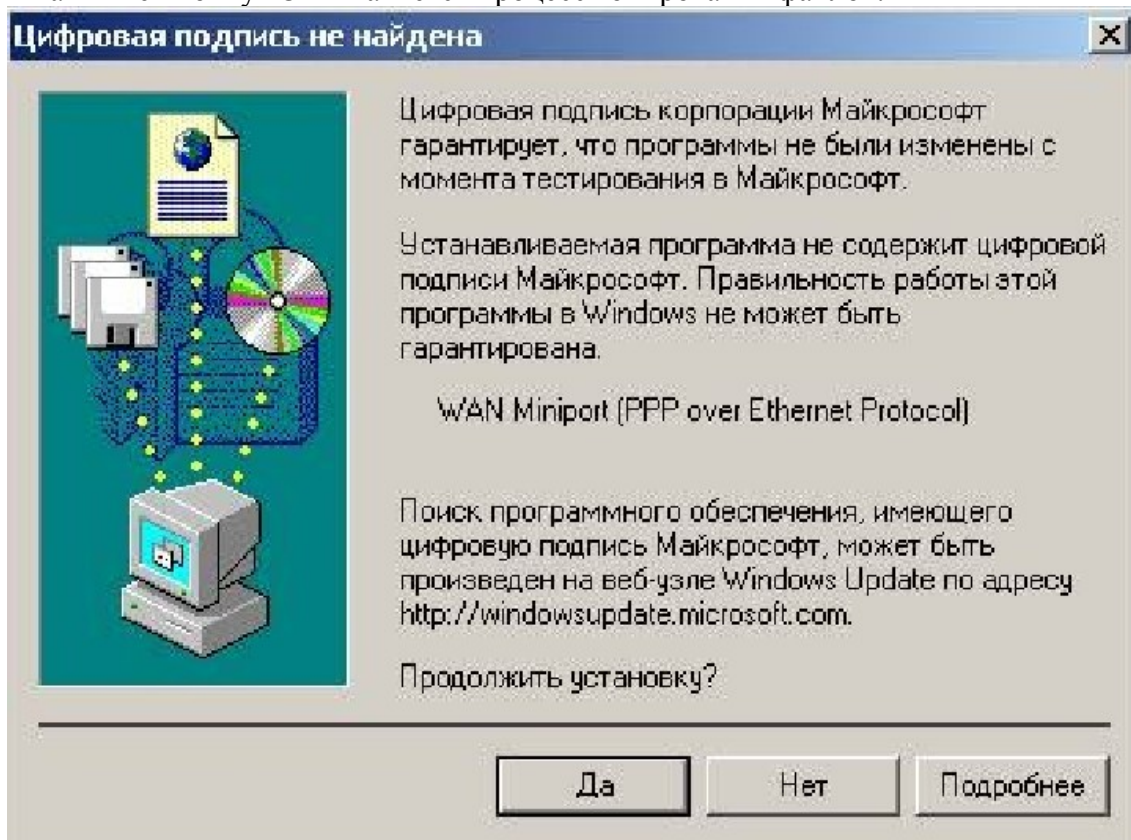 Цифровая подпись не найдена
Цифровая подпись корпорации Майкрософт
гарантирует, что программы не были изменены с
момента тестирования в Майкрософт.
Устанавливаемая программа не содержит цифровой
подписи Майкрософт. Правильность работы этой
программы в Windows не может быть
гарантирована.
WAN Miniport (PPP over Ethernet Protocol)
Поиск программного обеспечения, имеющего
цифровую подпись Майкрософт, может быть
произведен на веб-узле Windows Update по адресу
http://windowsupdate.microsoft.com.
Продолжить установку?
Да Нет Подробнее